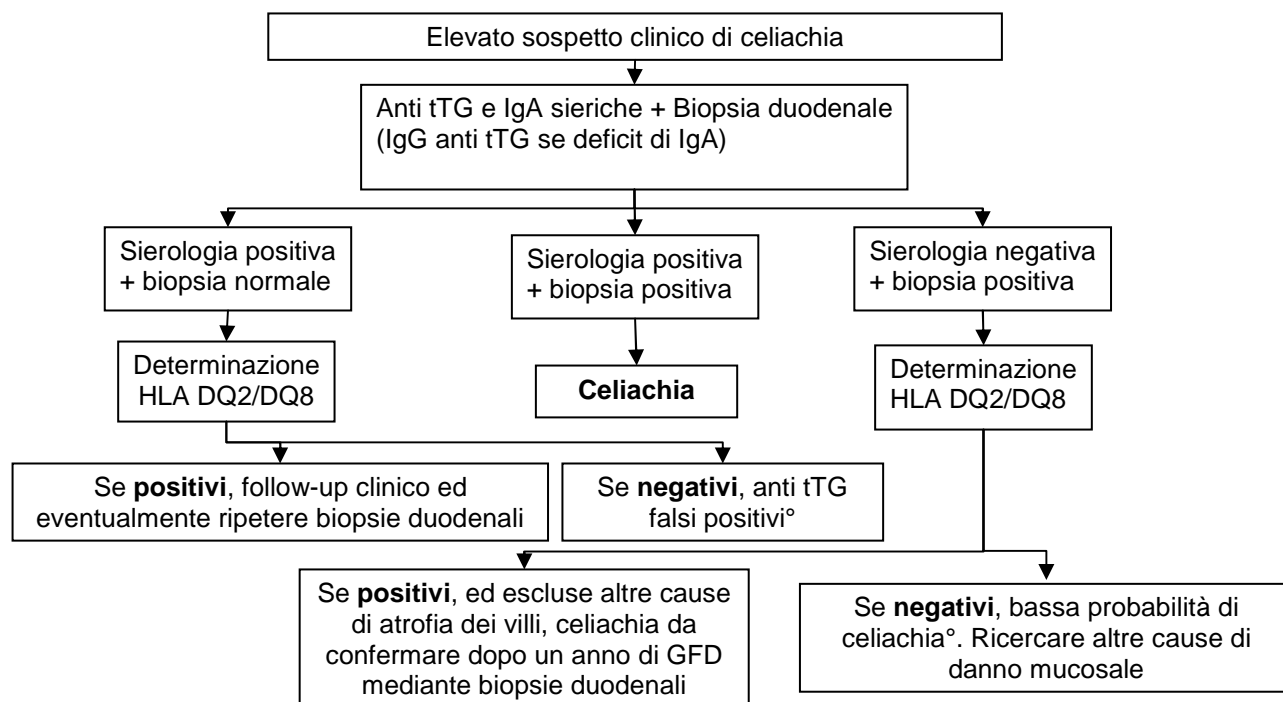 Elevato sospetto clinico di celiachia
Anti tTG e IgA sieriche + Biopsia duodenale
(IgG anti tTG se deficit di IgA)
Sierologia positiva
+ biopsia normale
Sierologia positiva
+ biopsia positiva
Sierologia negativa
+ biopsia positiva
Determinazione
HLA DQ2/DQ8
Celiachia
Determinazione
HLA DQ2/DQ8
Se positivi, follow-up clinico ed
eventualmente ripetere biopsie duodenali
Se negativi, anti tTG
falsi positivi°
Se positivi, ed escluse altre cause
di atrofia dei villi, celiachia da
confermare dopo un anno di GFD
mediante biopsie duodenali
Se negativi, bassa probabilità di
celiachia°. Ricercare altre cause di
danno mucosale